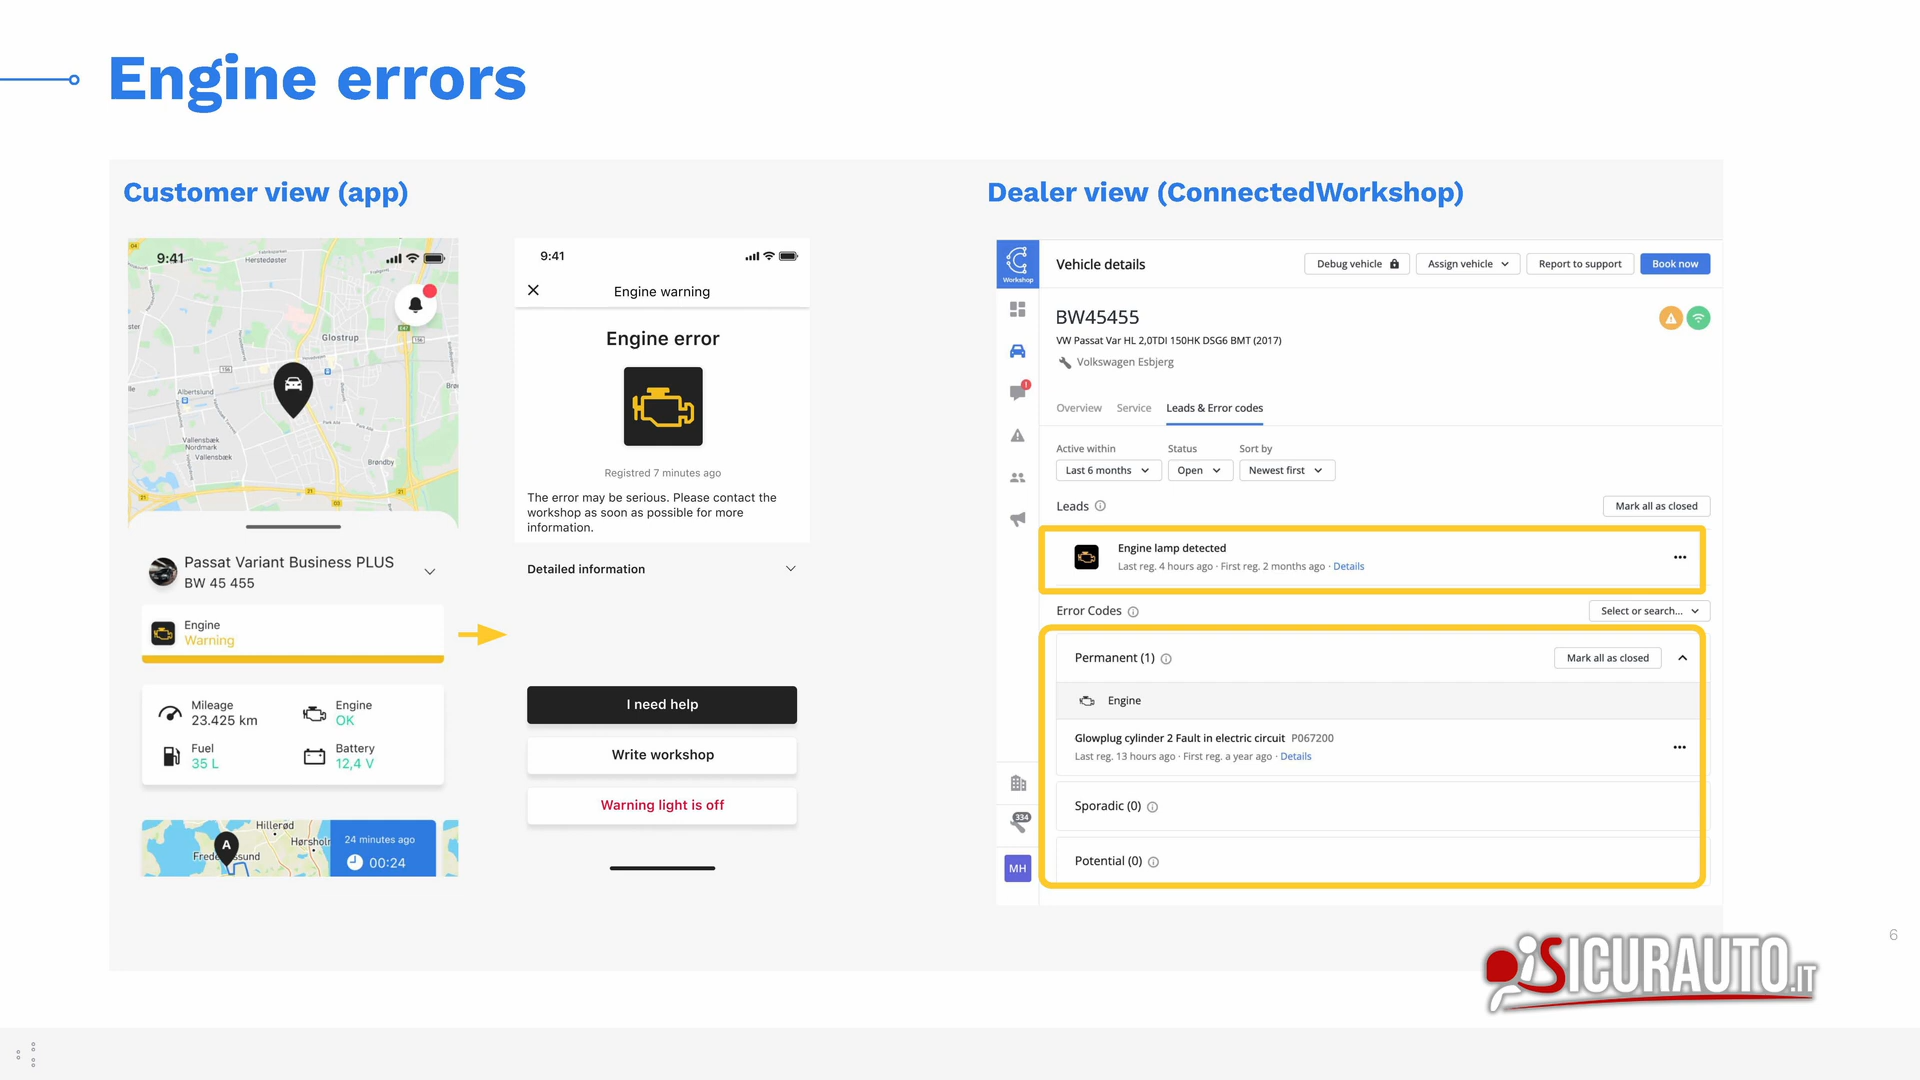 Engine errors
Customer view (app)
9:41
Herstedøster
Glostrup
Albertslund
Vallensbæk
Nordmark
Vallensbæk
Brøndby
Passat Variant Business PLUS
BW 45 455
Engine
Warning
Mileage
23.425 km
Engine
OK
Fuel
35 L
Battery
12,4 V
Hillerød
Hørsholm
A
24 minutes ago
00:24
9:41
Engine warning
Engine error
Registred 7 minutes ago
The error may be serious. Please contact the
workshop as soon as possible for more
information.
Detailed information
I need help
Write workshop
Warning light is off
Dealer view (ConnectedWorkshop)
Workshop
Vehicle details
Debug vehicle
Assign vehicle
Report to support
Book now
BW45455
VW Passat Var HL 2,0TDI 150HK DSG6 BMT (2017)
Volkswagen Esbjerg
Overview
Service
Leads & Error codes
Active within
Status
Sort by
Last 6 months
Open
Newest first
Leads
Mark all as closed
Engine lamp detected
Last reg. 4 hours ago · First reg. 2 months ago · Details
Error Codes
Select or search...
Permanent (1)
Mark all as closed
Engine
Glowplug cylinder 2 Fault in electric circuit P067200
Last reg. 13 hours ago · First reg. a year ago · Details
Sporadic (0)
Potential (0)
334
MH
6
SICURAUTO.IT